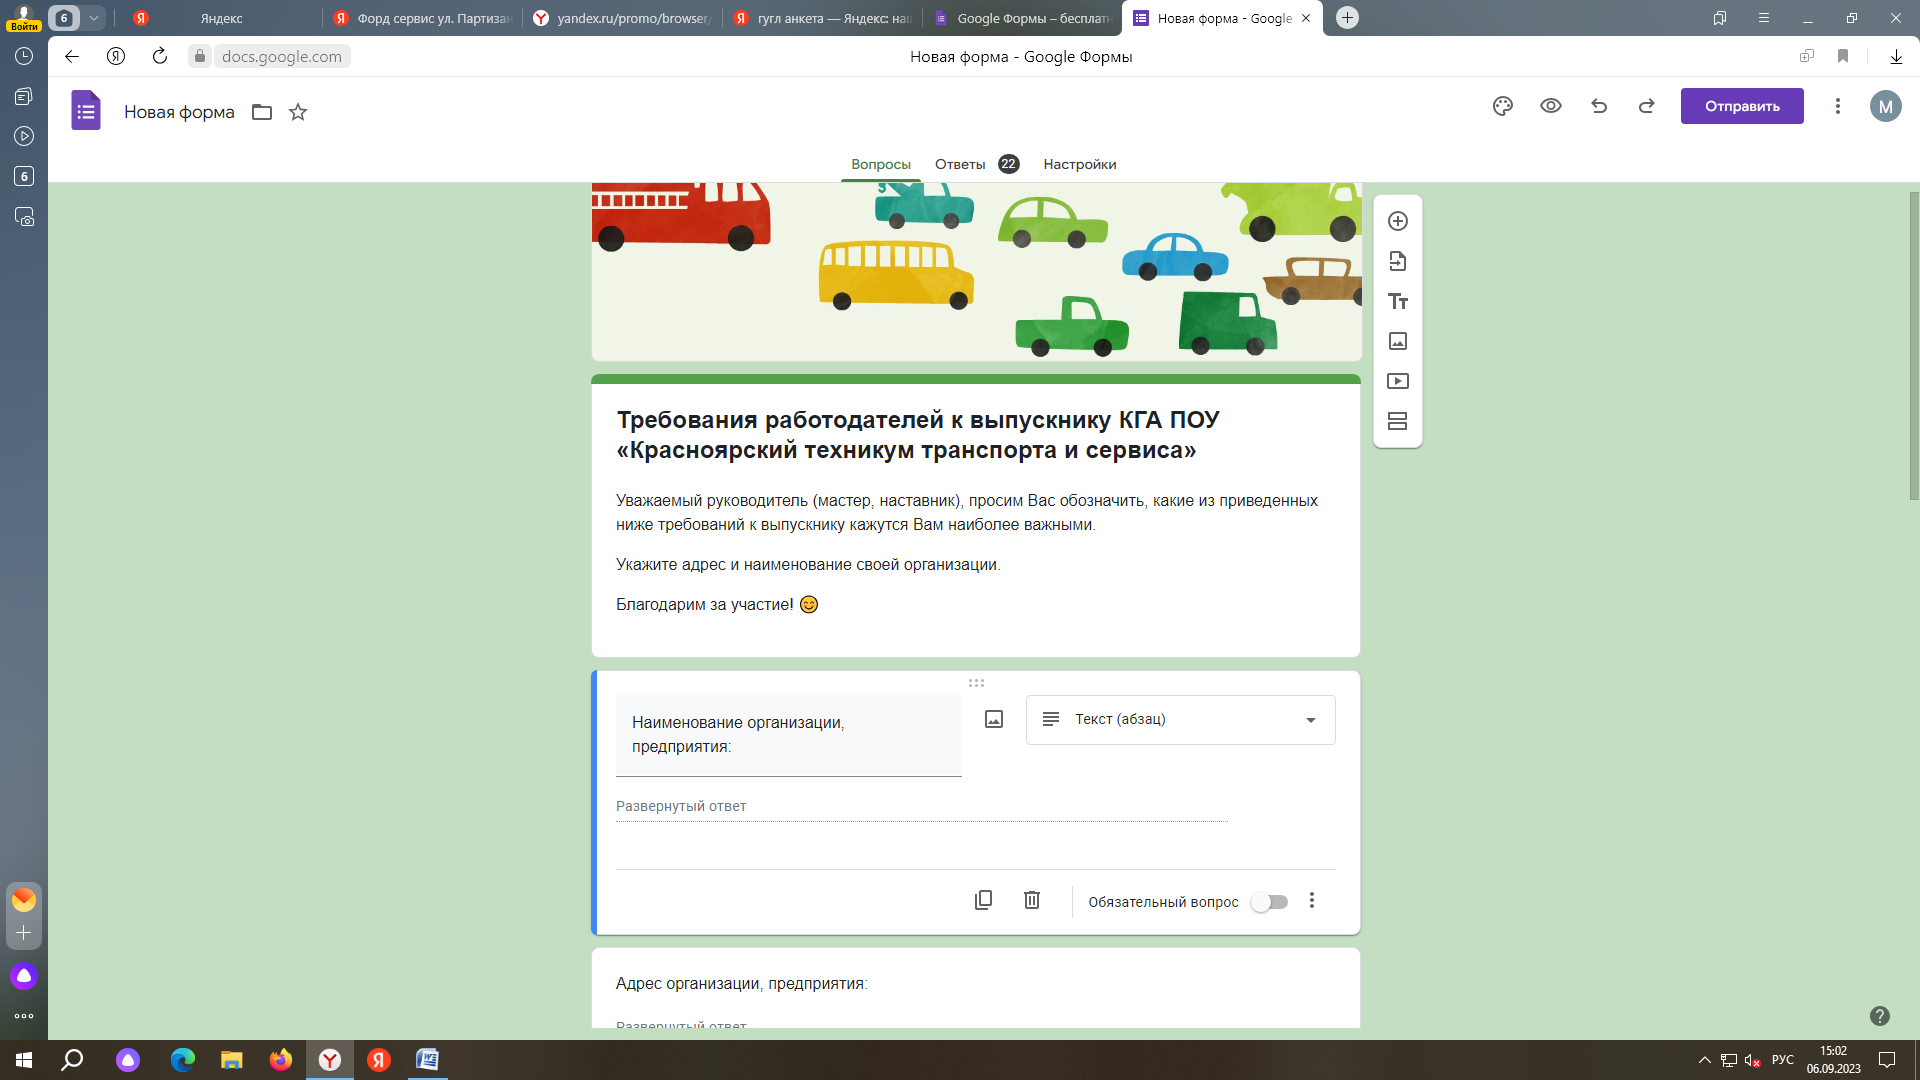 Войти
6
Яндекс
Форд сервис ул. Партизан
yandex.ru/promo/browser/
гугл анкета — Яндекс: наш
Google Формы – бесплатн
Новая форма - Google
docs.google.com
Новая форма - Google Формы
Новая форма
Отправить
М
Вопросы
Ответы 22
Настройки
6
Требования работодателей к выпускнику КГА ПОУ
«Красноярский техникум транспорта и сервиса»
Уважаемый руководитель (мастер, наставник), просим Вас обозначить, какие из приведенных
ниже требований к выпускнику кажутся Вам наиболее важными.
Укажите адрес и наименование своей организации.
Благодарим за участие! 😊
Наименование организации,
предприятия:
Текст (абзац)
Развернутый ответ
Обязательный вопрос
Адрес организации, предприятия:
Развернутый ответ
РУС
15:02
06.09.2023